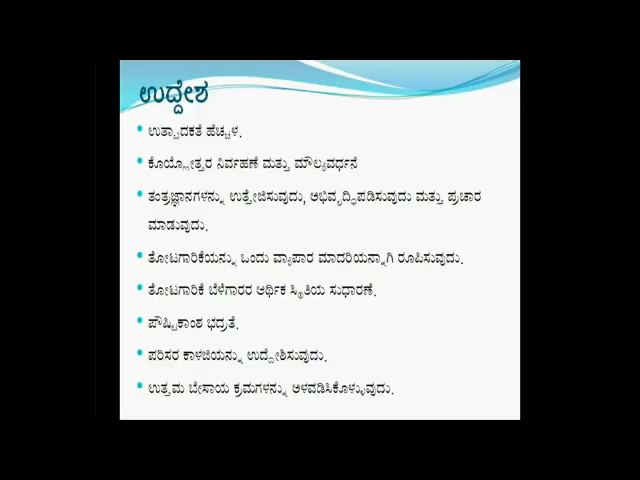 ಉದ್ದೇಶ
• ಉತ್ಪಾದಕತೆ ಹೆಚ್ಚಳ.
• ಕೊಯ್ಲೋತ್ತರ ನಿರ್ವಹಣೆ ಮತ್ತು ಮೌಲ್ಯವರ್ಧನೆ
• ತಂತ್ರಜ್ಞಾನಗಳನ್ನು ಉತ್ತೇಜಿಸುವುದು, ಅಭಿವೃದ್ಧಿಪಡಿಸುವುದು ಮತ್ತು ಪ್ರಚಾರ
ಮಾಡುವುದು.
• ತೋಟಗಾರಿಕೆಯನ್ನು ಒಂದು ವ್ಯಾಪಾರ ಮಾದರಿಯನ್ನಾಗಿ ರೂಪಿಸುವುದು.
• ತೋಟಗಾರಿಕೆ ಬೆಳೆಗಾರರ ಆರ್ಥಿಕ ಸ್ಥಿತಿಯ ಸುಧಾರಣೆ.
• ಪೌಷ್ಟಿಕಾಂಶ ಭದ್ರತೆ.
• ಪರಿಸರ ಕಾಳಜಿಯನ್ನು ಉದ್ದೇಶಿಸುವುದು.
• ಉತ್ತಮ ಬೇಸಾಯ ಕ್ರಮಗಳನ್ನು ಅಳವಡಿಸಿಕೊಳ್ಳುವುದು.